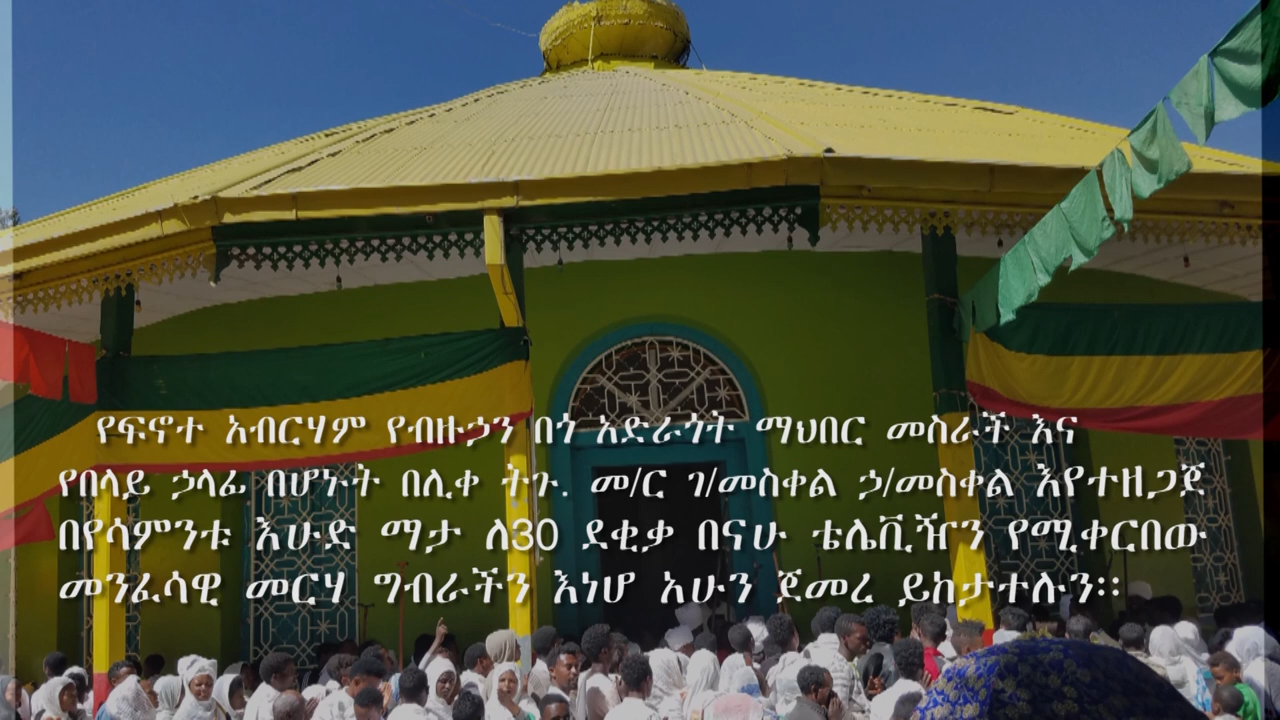 የፍኖተ አብርሃም የብዙኃን በጎ አድራጎት ማህበር መስራች እና
የበላይ ኃላፊ በሆኑት በሊቀ ትጉ. መ/ር ገ/መስቀል ኃ/መስቀል እየተዘጋጀ
በየሳምንቱ እሁድ ማታ ለ30 ደቂቃ በናሁ ቴሌቪዥን የሚቀርበው
መንፈሳዊ መርሃ ግብራችን እነሆ አሁን ጀመረ ይከታተሉን፡፡